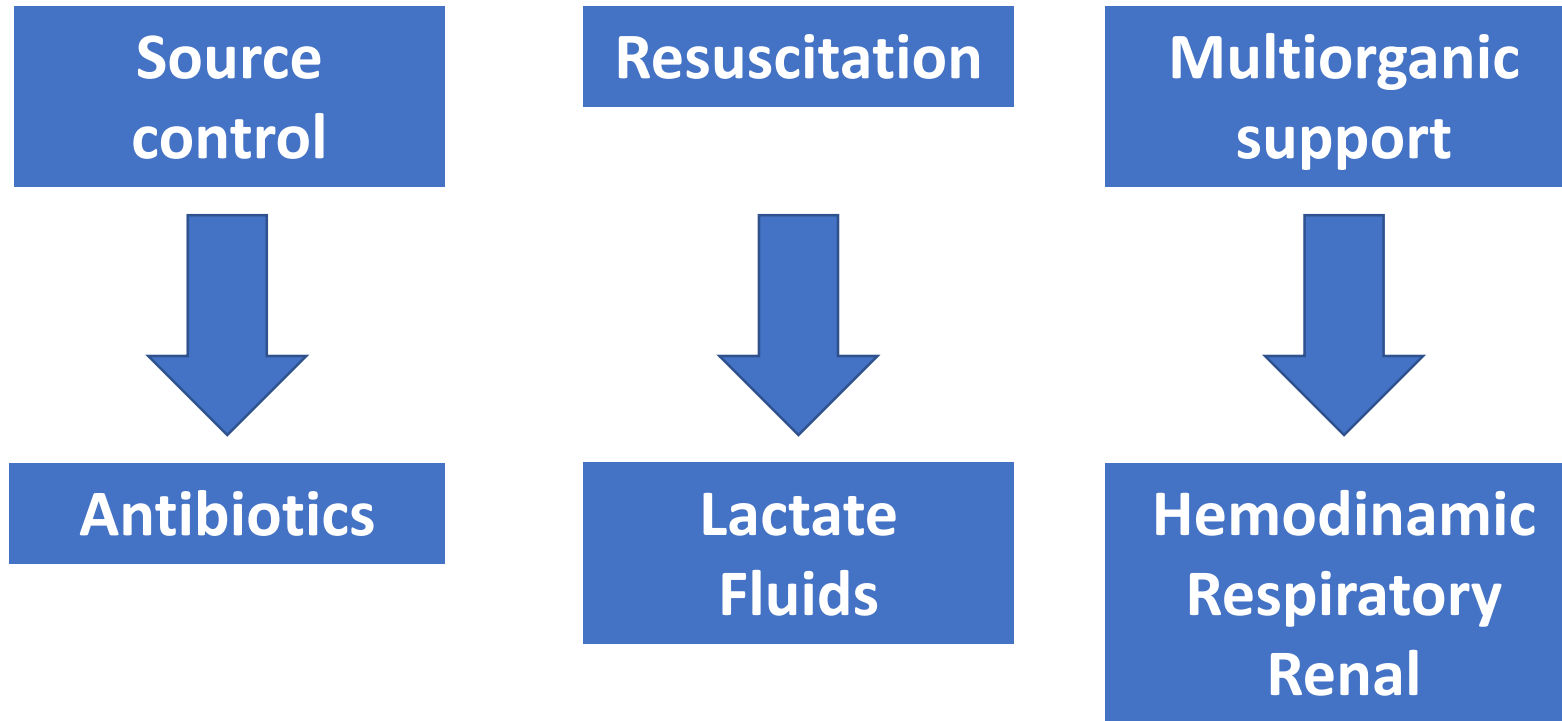 Source
control
Resuscitation
Multiorganic
support
Antibiotics
Lactate
Fluids
Hemodinamic
Respiratory
Renal